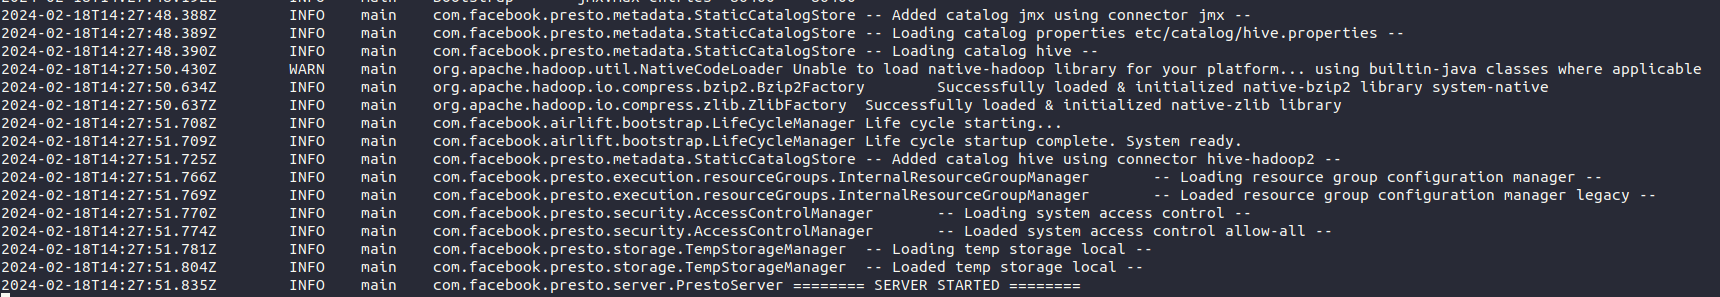 2024-02-18T14:27:48.388Z INFO main com.facebook.presto.metadata.StaticCatalogStore -- Added catalog jmx using connector jmx --
2024-02-18T14:27:48.389Z INFO main com.facebook.presto.metadata.StaticCatalogStore -- Loading catalog properties etc/catalog/hive.properties --
2024-02-18T14:27:48.390Z INFO main com.facebook.presto.metadata.StaticCatalogStore -- Loading catalog hive --
2024-02-18T14:27:50.430Z WARN main org.apache.hadoop.util.NativeCodeLoader Unable to load native-hadoop library for your platform... using builtin-java classes where applicable
2024-02-18T14:27:50.634Z INFO main org.apache.hadoop.io.compress.bzip2.Bzip2Factory Successfully loaded & initialized native-bzip2 library system-native
2024-02-18T14:27:50.637Z INFO main org.apache.hadoop.io.compress.zlib.ZlibFactory Successfully loaded & initialized native-zlib library
2024-02-18T14:27:51.708Z INFO main com.facebook.airlift.bootstrap.LifeCycleManager Life cycle starting...
2024-02-18T14:27:51.709Z INFO main com.facebook.airlift.bootstrap.LifeCycleManager Life cycle startup complete. System ready.
2024-02-18T14:27:51.725Z INFO main com.facebook.presto.metadata.StaticCatalogStore -- Added catalog hive using connector hive-hadoop2 --
2024-02-18T14:27:51.766Z INFO main com.facebook.presto.execution.resourceGroups.InternalResourceGroupManager -- Loading resource group configuration manager --
2024-02-18T14:27:51.769Z INFO main com.facebook.presto.execution.resourceGroups.InternalResourceGroupManager -- Loaded resource group configuration manager legacy --
2024-02-18T14:27:51.770Z INFO main com.facebook.presto.security.AccessControlManager -- Loading system access control --
2024-02-18T14:27:51.774Z INFO main com.facebook.presto.security.AccessControlManager -- Loaded system access control allow-all --
2024-02-18T14:27:51.781Z INFO main com.facebook.presto.storage.TempStorageManager -- Loading temp storage local --
2024-02-18T14:27:51.804Z INFO main com.facebook.presto.storage.TempStorageManager -- Loaded temp storage local --
2024-02-18T14:27:51.835Z INFO main com.facebook.presto.server.PrestoServer ======== SERVER STARTED ========